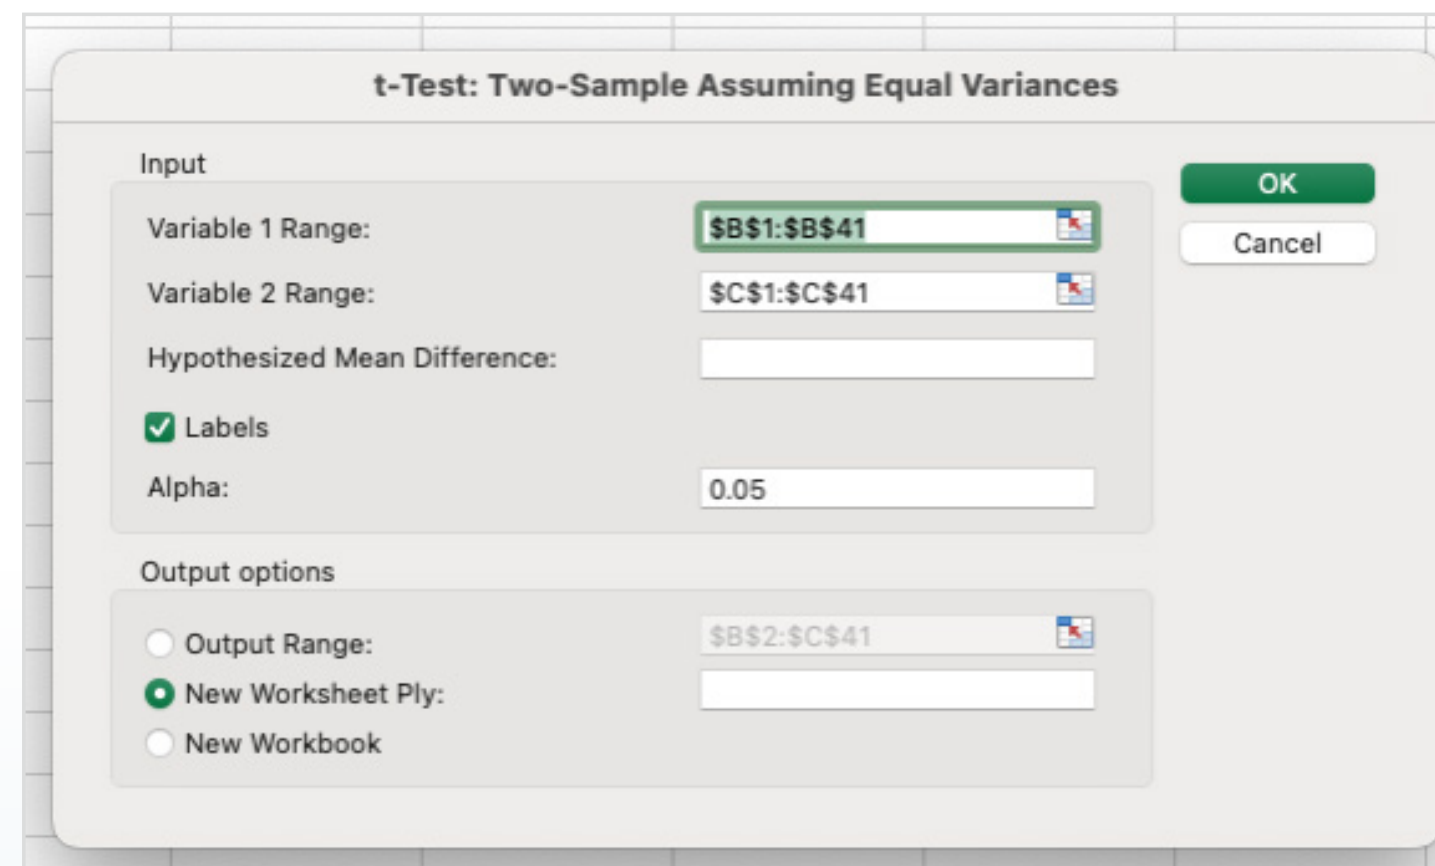 t-Test: Two-Sample Assuming Equal Variances
Input
OK
Variable 1 Range: $B$1:$B$41
Cancel
Variable 2 Range: $C$1:$C$41
Hypothesized Mean Difference:
Labels
Alpha: 0.05
Output options
Output Range: $B$2:$C$41
New Worksheet Ply:
New Workbook